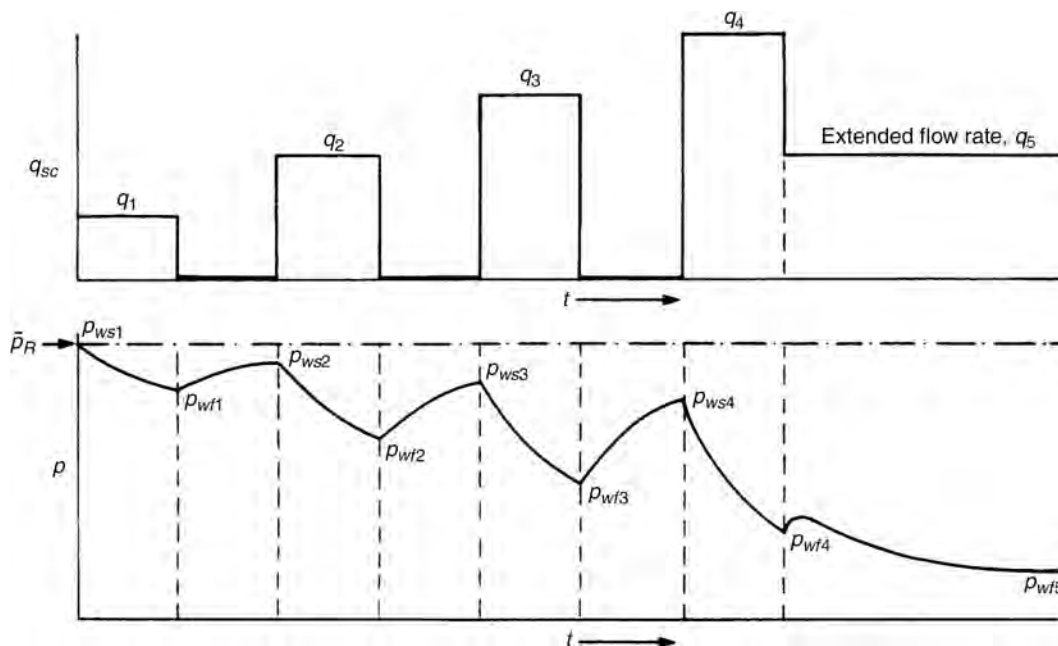 q4
q3
q2
Extended flow rate, q5
qsc
q1
t
p̄R
pws1
pws2
pws3
pws4
pwf1
pwf2
p
pwf3
pwf4
pwf5
t